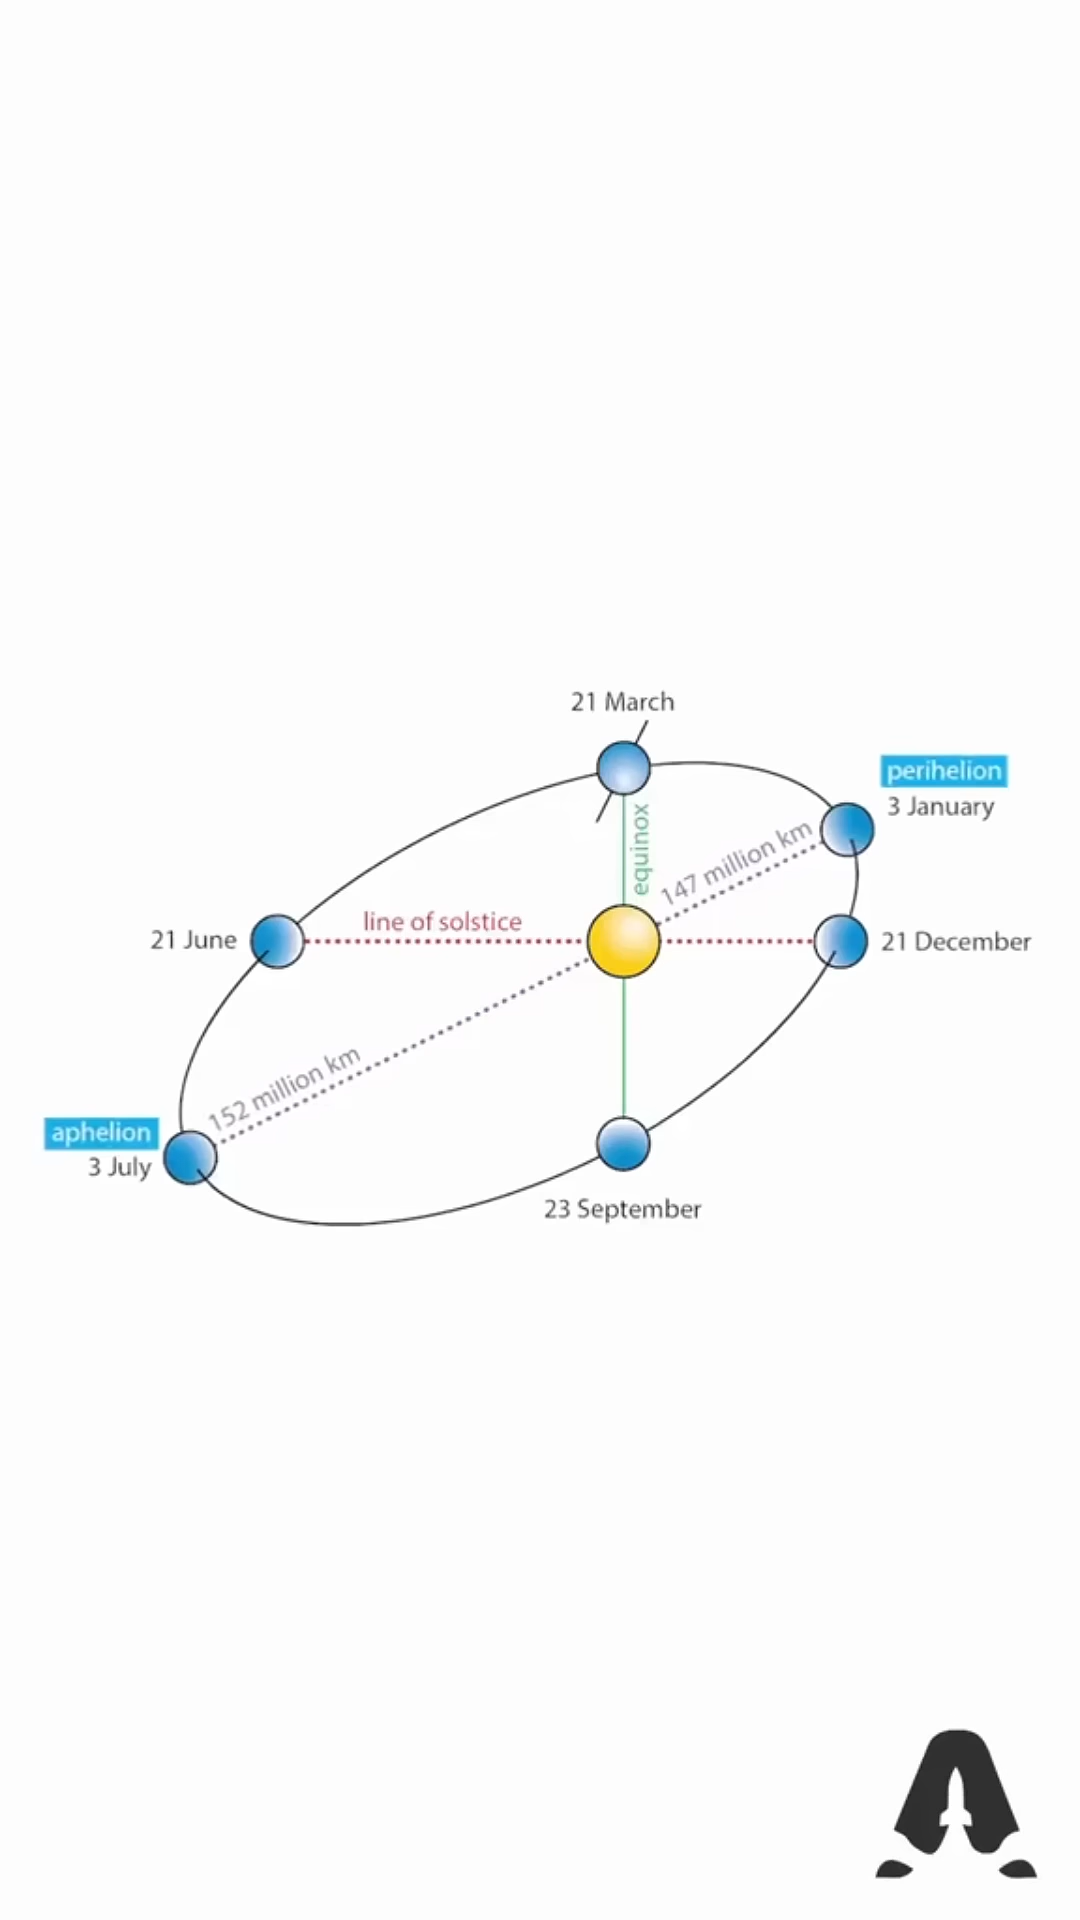 21 March
perihelion
3 January
equinox
147 million km
line of solstice
21 June
21 December
152 million km
aphelion
3 July
23 September